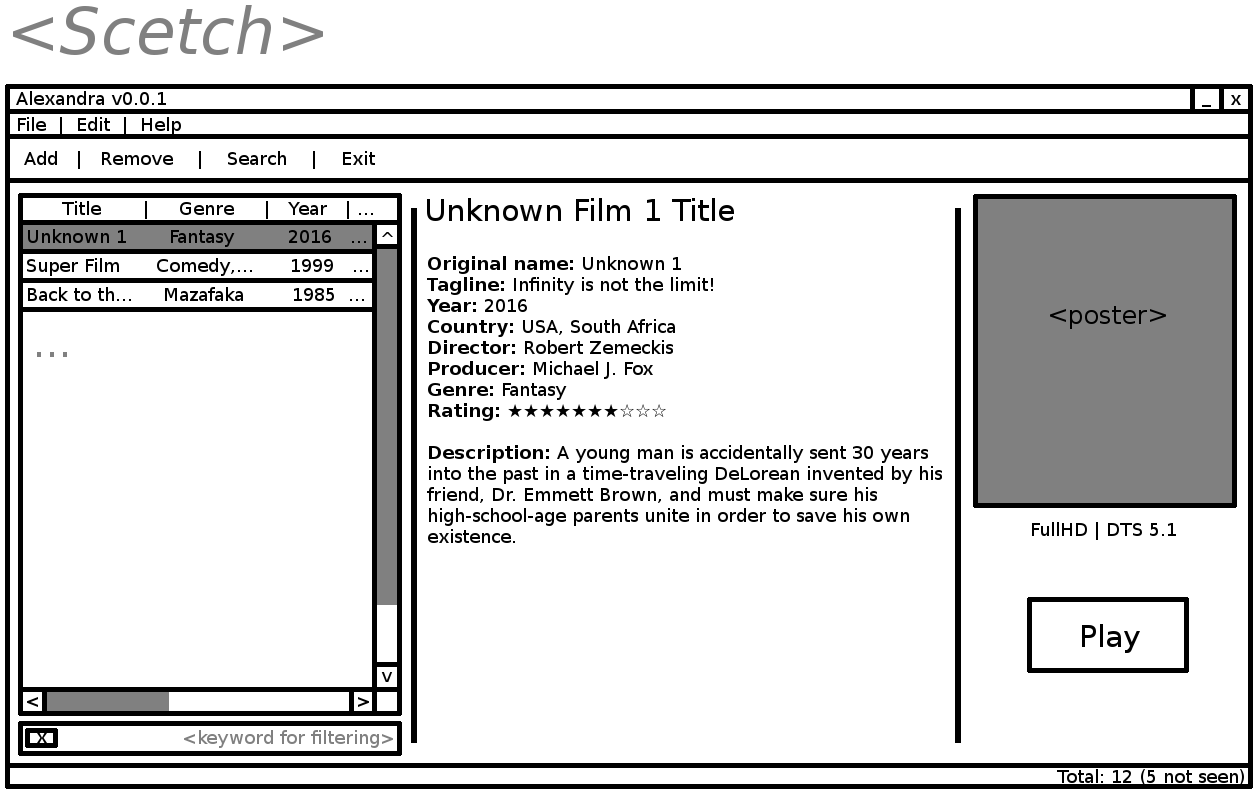 <Scetch>
Alexandra v0.0.1
_ x
File | Edit | Help
Add | Remove | Search | Exit
Title | Genre | Year | ...
Unknown 1 Fantasy 2016 ...
^
Super Film Comedy,... 1999 ...
Back to th... Mazafaka 1985 ...
...
v
< >
X <keyword for filtering>
Unknown Film 1 Title
Original name: Unknown 1
Tagline: Infinity is not the limit!
Year: 2016
Country: USA, South Africa
Director: Robert Zemeckis
Producer: Michael J. Fox
Genre: Fantasy
Rating: ★★★★★★★☆☆☆
Description: A young man is accidentally sent 30 years
into the past in a time-traveling DeLorean invented by his
friend, Dr. Emmett Brown, and must make sure his
high-school-age parents unite in order to save his own
existence.
<poster>
FullHD | DTS 5.1
Play
Total: 12 (5 not seen)